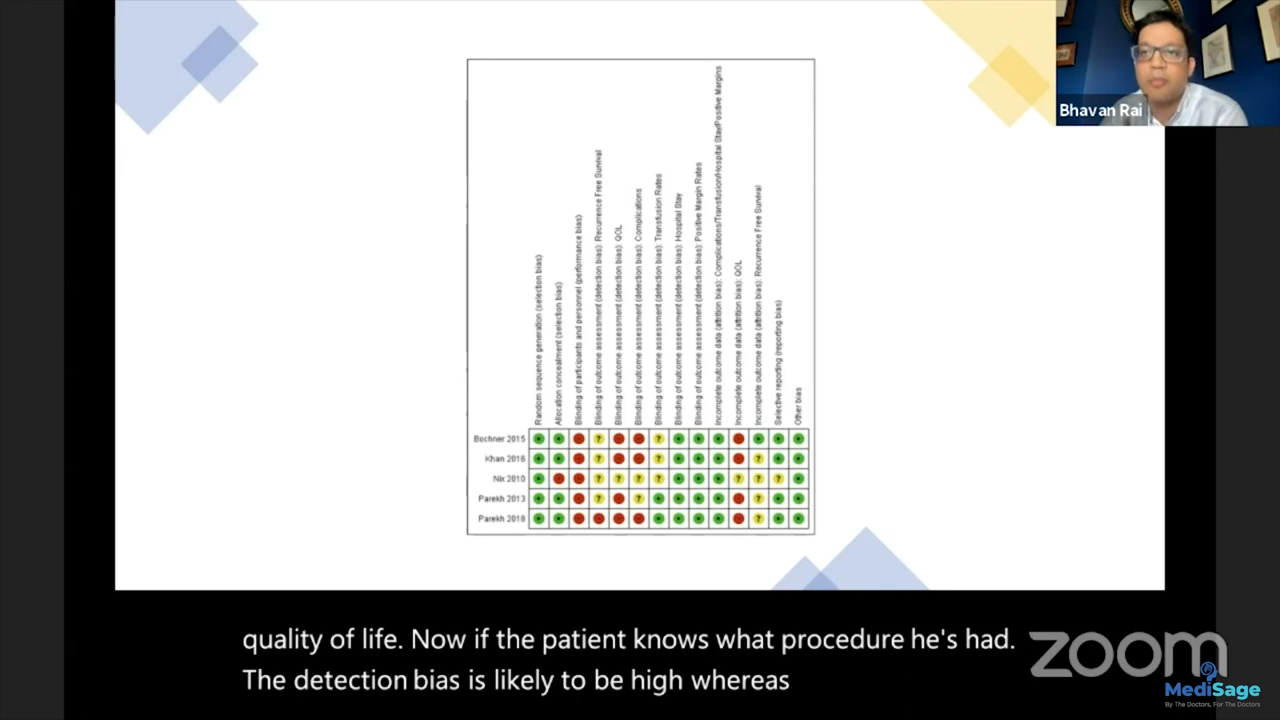 Bhavan Rai
Random sequence generation (selection bias)
Allocation concealment (selection bias)
Blinding of participants and personnel (performance bias)
Blinding of outcome assessment (detection bias): Recurrence Free Survival
Blinding of outcome assessment (detection bias): QOL
Blinding of outcome assessment (detection bias): Complications
Blinding of outcome assessment (detection bias): Transfusion Rates
Blinding of outcome assessment (detection bias): Hospital Stay
Blinding of outcome assessment (detection bias): Positive Margin Rates
Incomplete outcome data (attrition bias): Complications/Transfusion/Hospital Stay/Positive Margins
Incomplete outcome data (attrition bias): QOL
Incomplete outcome data (attrition bias): Recurrence Free Survival
Selective reporting (reporting bias)
Other bias
Bochner 2015 + + - ? - - ? + + + - + + +
Khan 2016 + + - ? - - ? + + + - ? + +
Nix 2010 + - - ? ? ? ? + + + ? ? ? +
Parekh 2013 + + - ? - ? + + + + - ? + +
Parekh 2018 + + - - - - + + + + - ? + +
quality of life. Now if the patient knows what procedure he's had.
The detection bias is likely to be high whereas
zoom
MediSage
By The Doctors, For The Doctors